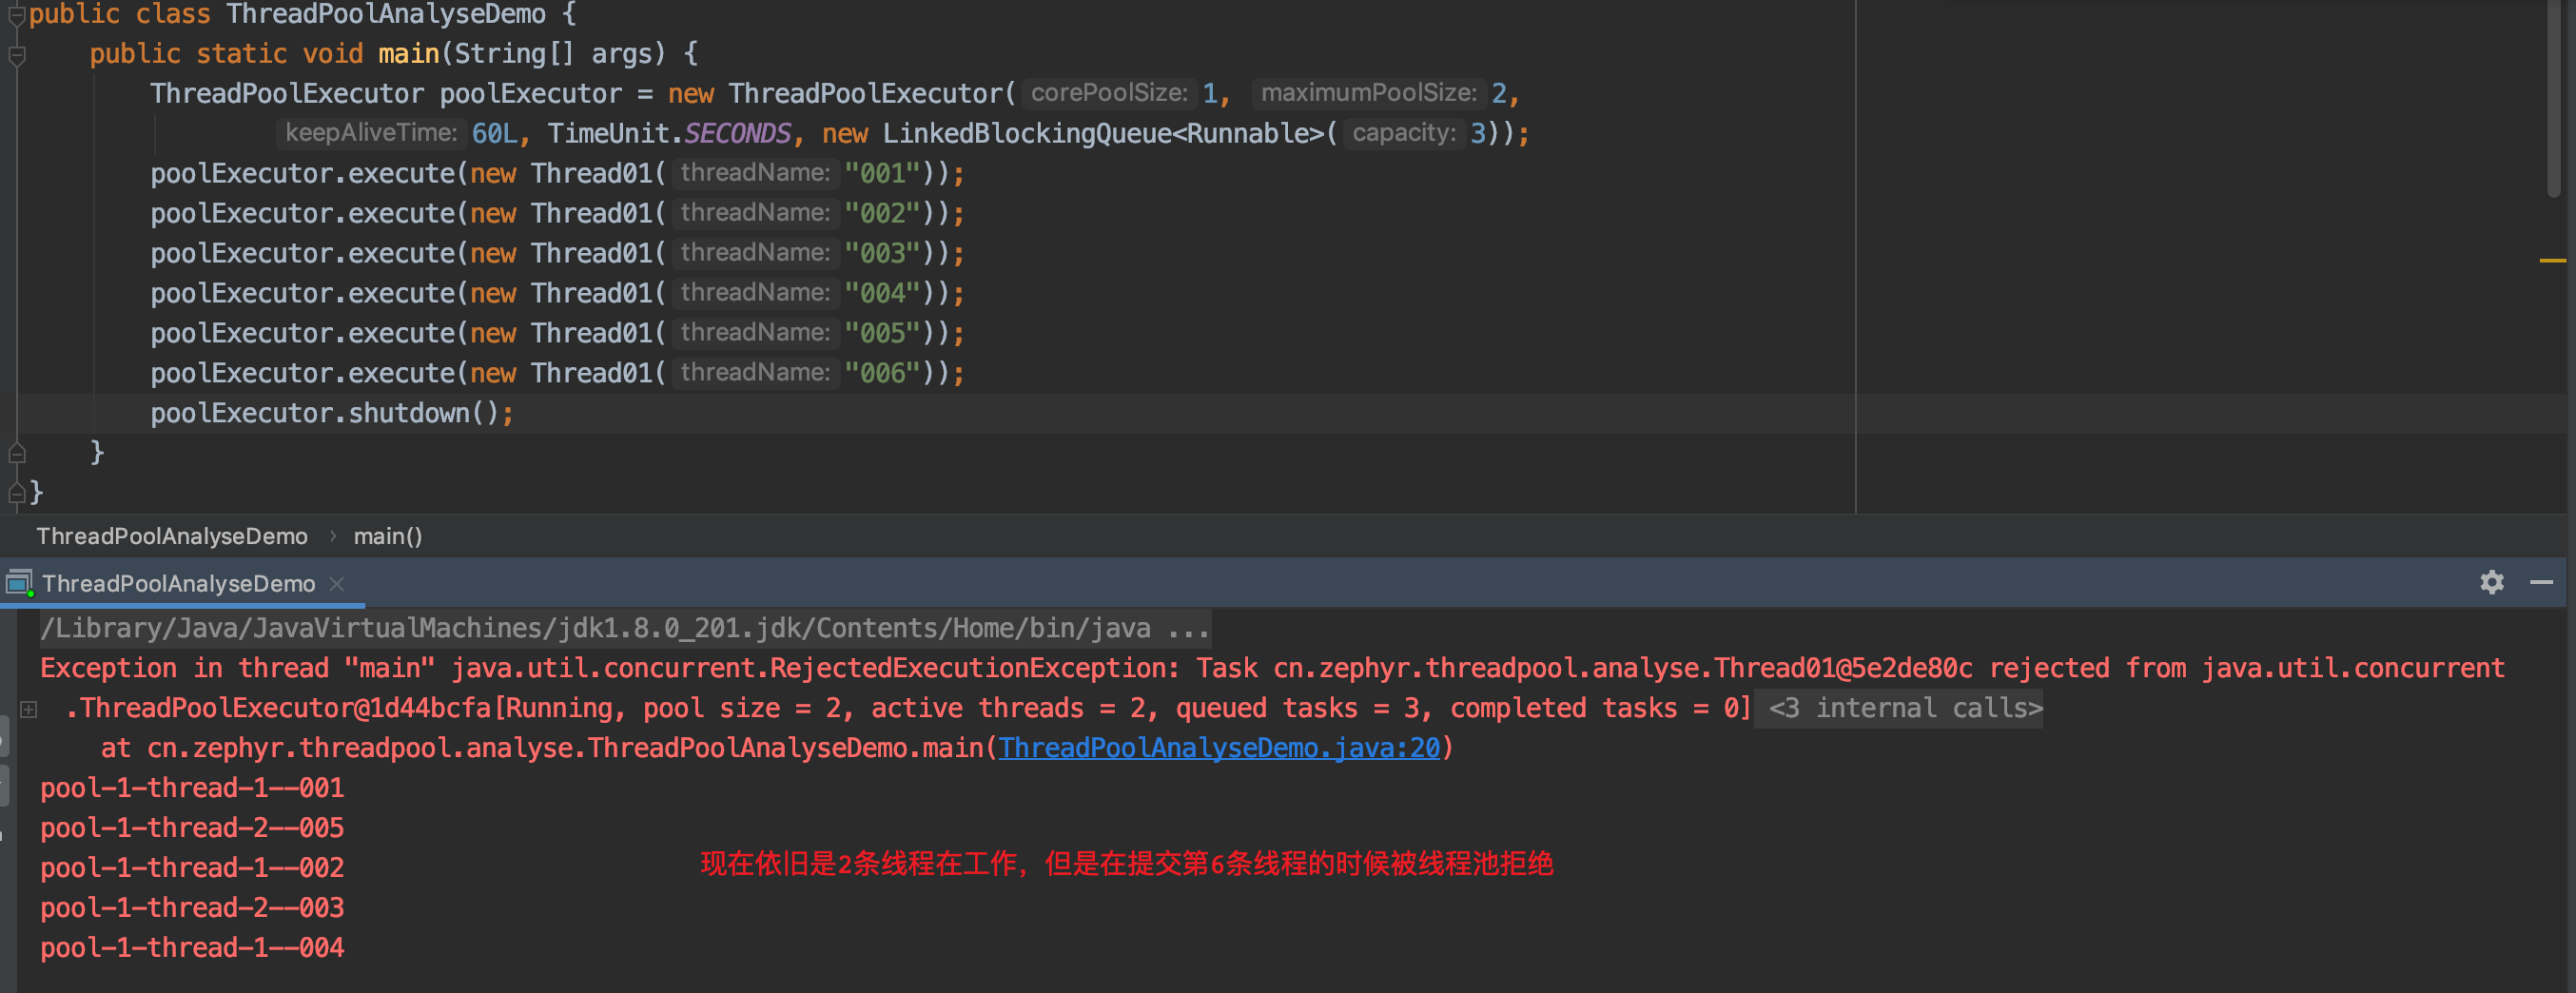 public class ThreadPoolAnalyseDemo {
public static void main(String[] args) {
ThreadPoolExecutor poolExecutor = new ThreadPoolExecutor( corePoolSize: 1, maximumPoolSize: 2,
keepAliveTime: 60L, TimeUnit.SECONDS, new LinkedBlockingQueue<Runnable>( capacity: 3));
poolExecutor.execute(new Thread01( threadName: "001"));
poolExecutor.execute(new Thread01( threadName: "002"));
poolExecutor.execute(new Thread01( threadName: "003"));
poolExecutor.execute(new Thread01( threadName: "004"));
poolExecutor.execute(new Thread01( threadName: "005"));
poolExecutor.execute(new Thread01( threadName: "006"));
poolExecutor.shutdown();
}
}
ThreadPoolAnalyseDemo › main()
ThreadPoolAnalyseDemo ×
/Library/Java/JavaVirtualMachines/jdk1.8.0_201.jdk/Contents/Home/bin/java ...
Exception in thread "main" java.util.concurrent.RejectedExecutionException: Task cn.zephyr.threadpool.analyse.Thread01@5e2de80c rejected from java.util.concurrent
.ThreadPoolExecutor@1d44bcfa[Running, pool size = 2, active threads = 2, queued tasks = 3, completed tasks = 0] <3 internal calls>
at cn.zephyr.threadpool.analyse.ThreadPoolAnalyseDemo.main(ThreadPoolAnalyseDemo.java:20)
pool-1-thread-1--001
pool-1-thread-2--005
pool-1-thread-1--002
现在依旧是2条线程在工作，但是在提交第6条线程的时候被线程池拒绝
pool-1-thread-2--003
pool-1-thread-1--004